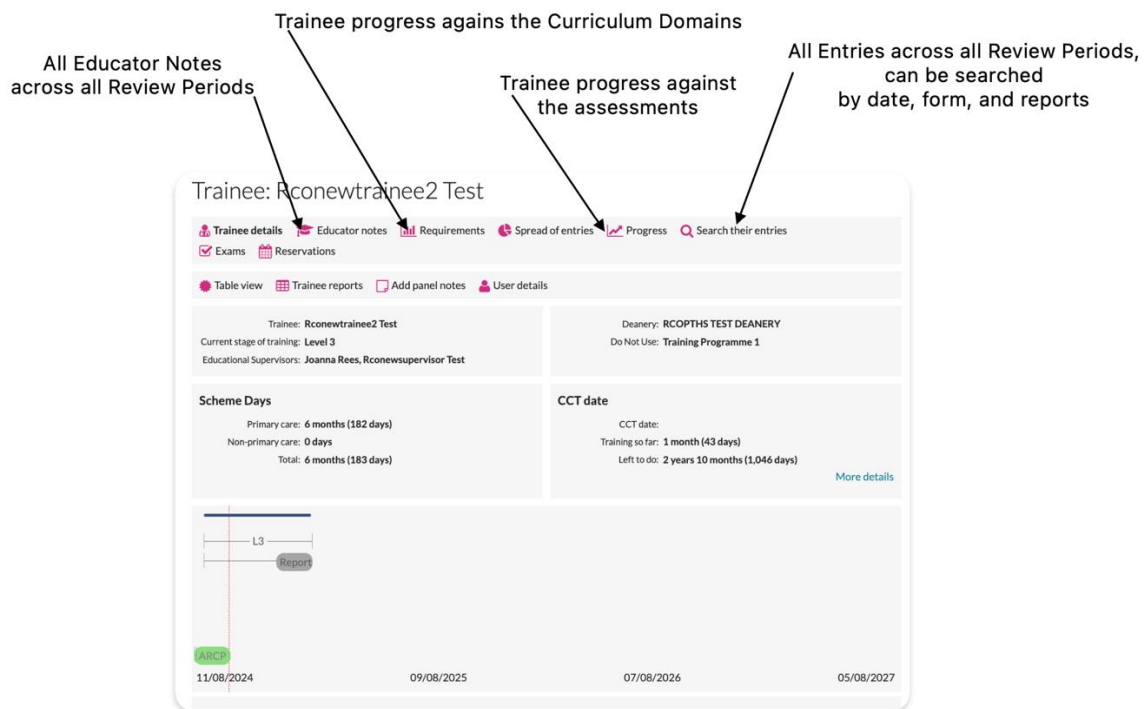 Trainee progress agains the Curriculum Domains
All Educator Notes
across all Review Periods
Trainee progress against
the assessments
All Entries across all Review Periods,
can be searched
by date, form, and reports
Trainee: Rconewtrainee2 Test
Trainee details Educator notes Requirements Spread of entries Progress Search their entries
Exams Reservations
Table view Trainee reports Add panel notes User details
Trainee: Rconewtrainee2 Test
Current stage of training: Level 3
Educational Supervisors: Joanna Rees, Rconewsupervisor Test
Deanery: RCOPTHS TEST DEANERY
Do Not Use: Training Programme 1
Scheme Days
Primary care: 6 months (182 days)
Non-primary care: 0 days
Total: 6 months (183 days)
CCT date
CCT date:
Training so far: 1 month (43 days)
Left to do: 2 years 10 months (1,046 days)
More details
L3
Report
ARCP
11/08/2024 09/08/2025 07/08/2026 05/08/2027